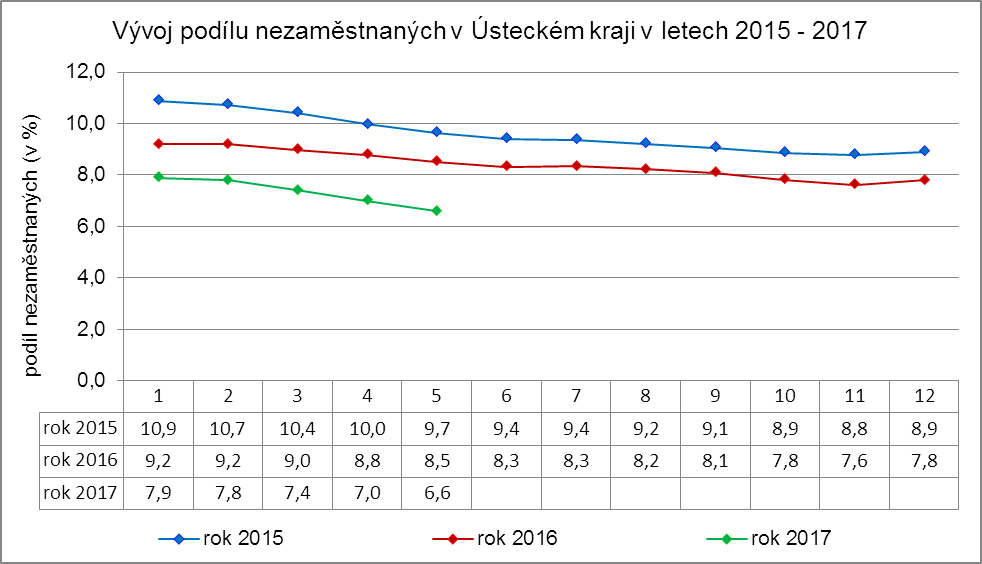 Vývoj podílu nezaměstnaných v Ústeckém kraji v letech 2015 - 2017
podíl nezaměstnaných (v %)
12,0
10,0
8,0
6,0
4,0
2,0
0,0
1 2 3 4 5 6 7 8 9 10 11 12
rok 2015 10,9 10,7 10,4 10,0 9,7 9,4 9,4 9,2 9,1 8,9 8,8 8,9
rok 2016 9,2 9,2 9,0 8,8 8,5 8,3 8,3 8,2 8,1 7,8 7,6 7,8
rok 2017 7,9 7,8 7,4 7,0 6,6
rok 2015 rok 2016 rok 2017